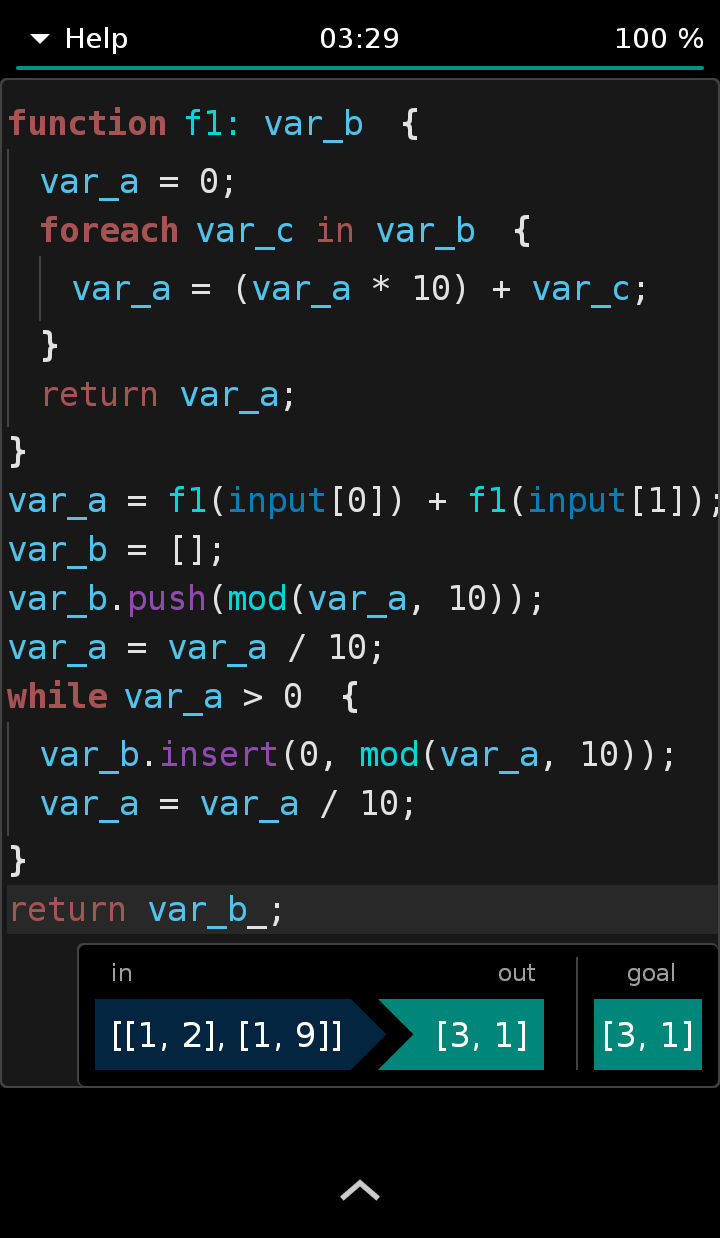 Help 03:29 100 %
function f1: var_b {
var_a = 0;
foreach var_c in var_b {
var_a = (var_a * 10) + var_c;
}
return var_a;
}
var_a = f1(input[0]) + f1(input[1]);
var_b = [];
var_b.push(mod(var_a, 10));
var_a = var_a / 10;
while var_a > 0 {
var_b.insert(0, mod(var_a, 10));
var_a = var_a / 10;
}
return var_b_;
in out goal
[[1, 2], [1, 9]] [3, 1] [3, 1]